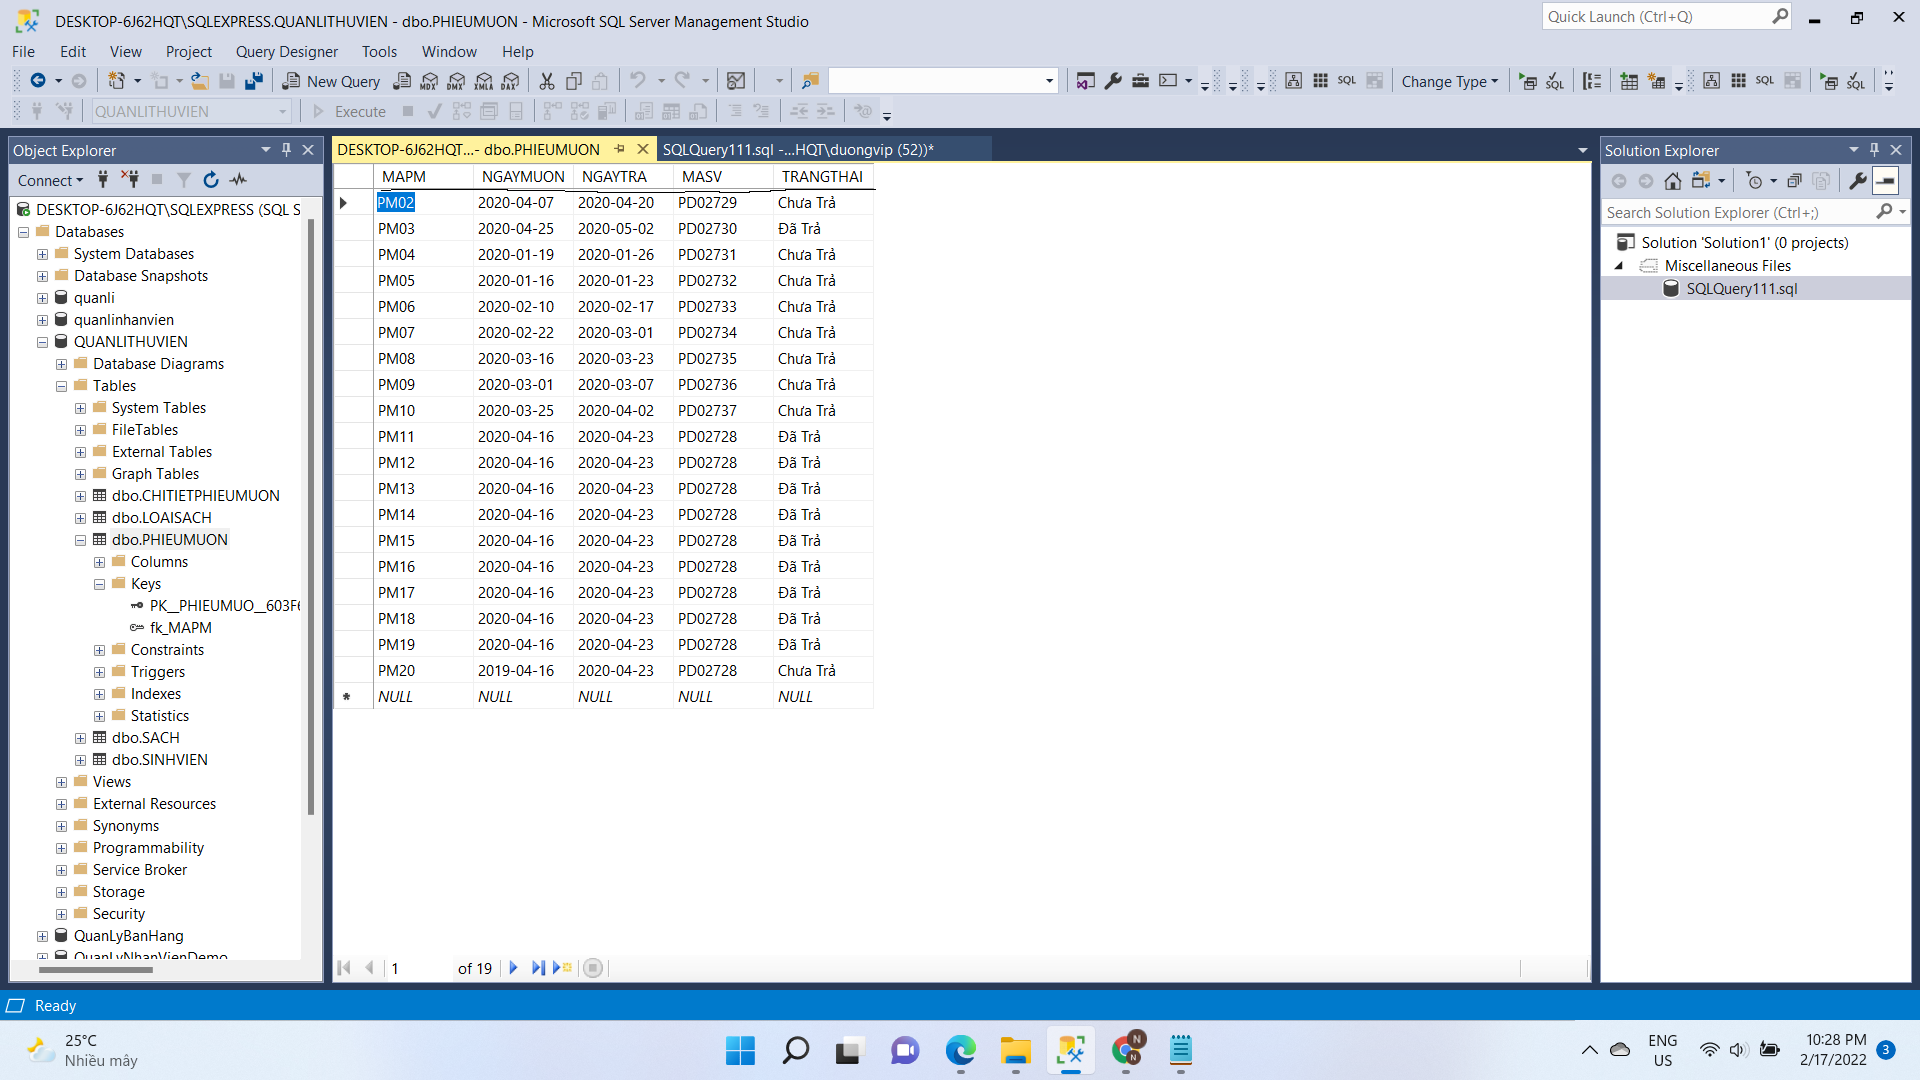 DESKTOP-6J62HQT\SQLEXPRESS.QUANLITHUVIEN - dbo.PHIEUMUON - Microsoft SQL Server Management Studio
Quick Launch (Ctrl+Q)
File Edit View Project Query Designer Tools Window Help
New Query MDX DMX XMLA DAX SQL Change Type SQL
QUANLITHUVIEN Execute
Object Explorer
Connect
DESKTOP-6J62HQT\SQLEXPRESS (SQL S
Databases
System Databases
Database Snapshots
quanli
quanlinhanvien
QUANLITHUVIEN
Database Diagrams
Tables
System Tables
FileTables
External Tables
Graph Tables
dbo.CHITIETPHIEUMUON
dbo.LOAISACH
dbo.PHIEUMUON
Columns
Keys
PK__PHIEUMUO__603F6
fk_MAPM
Constraints
Triggers
Indexes
Statistics
dbo.SACH
dbo.SINHVIEN
Views
External Resources
Synonyms
Programmability
Service Broker
Storage
Security
QuanLyBanHang
QuanLyNhanVienDemo
DESKTOP-6J62HQT...- dbo.PHIEUMUON
SQLQuery111.sql -...HQT\duongvip (52))*
MAPM NGAYMUON NGAYTRA MASV TRANGTHAI
PM02 2020-04-07 2020-04-20 PD02729 Chưa Trả
PM03 2020-04-25 2020-05-02 PD02730 Đã Trả
PM04 2020-01-19 2020-01-26 PD02731 Chưa Trả
PM05 2020-01-16 2020-01-23 PD02732 Chưa Trả
PM06 2020-02-10 2020-02-17 PD02733 Chưa Trả
PM07 2020-02-22 2020-03-01 PD02734 Chưa Trả
PM08 2020-03-16 2020-03-23 PD02735 Chưa Trả
PM09 2020-03-01 2020-03-07 PD02736 Chưa Trả
PM10 2020-03-25 2020-04-02 PD02737 Chưa Trả
PM11 2020-04-16 2020-04-23 PD02728 Đã Trả
PM12 2020-04-16 2020-04-23 PD02728 Đã Trả
PM13 2020-04-16 2020-04-23 PD02728 Đã Trả
PM14 2020-04-16 2020-04-23 PD02728 Đã Trả
PM15 2020-04-16 2020-04-23 PD02728 Đã Trả
PM16 2020-04-16 2020-04-23 PD02728 Đã Trả
PM17 2020-04-16 2020-04-23 PD02728 Đã Trả
PM18 2020-04-16 2020-04-23 PD02728 Đã Trả
PM19 2020-04-16 2020-04-23 PD02728 Đã Trả
PM20 2019-04-16 2020-04-23 PD02728 Chưa Trả
NULL NULL NULL NULL NULL
1 of 19
Solution Explorer
Search Solution Explorer (Ctrl+;)
Solution 'Solution1' (0 projects)
Miscellaneous Files
SQLQuery111.sql
Ready
25°C
Nhiều mây
N
N
ENG
US
10:28 PM
2/17/2022
3